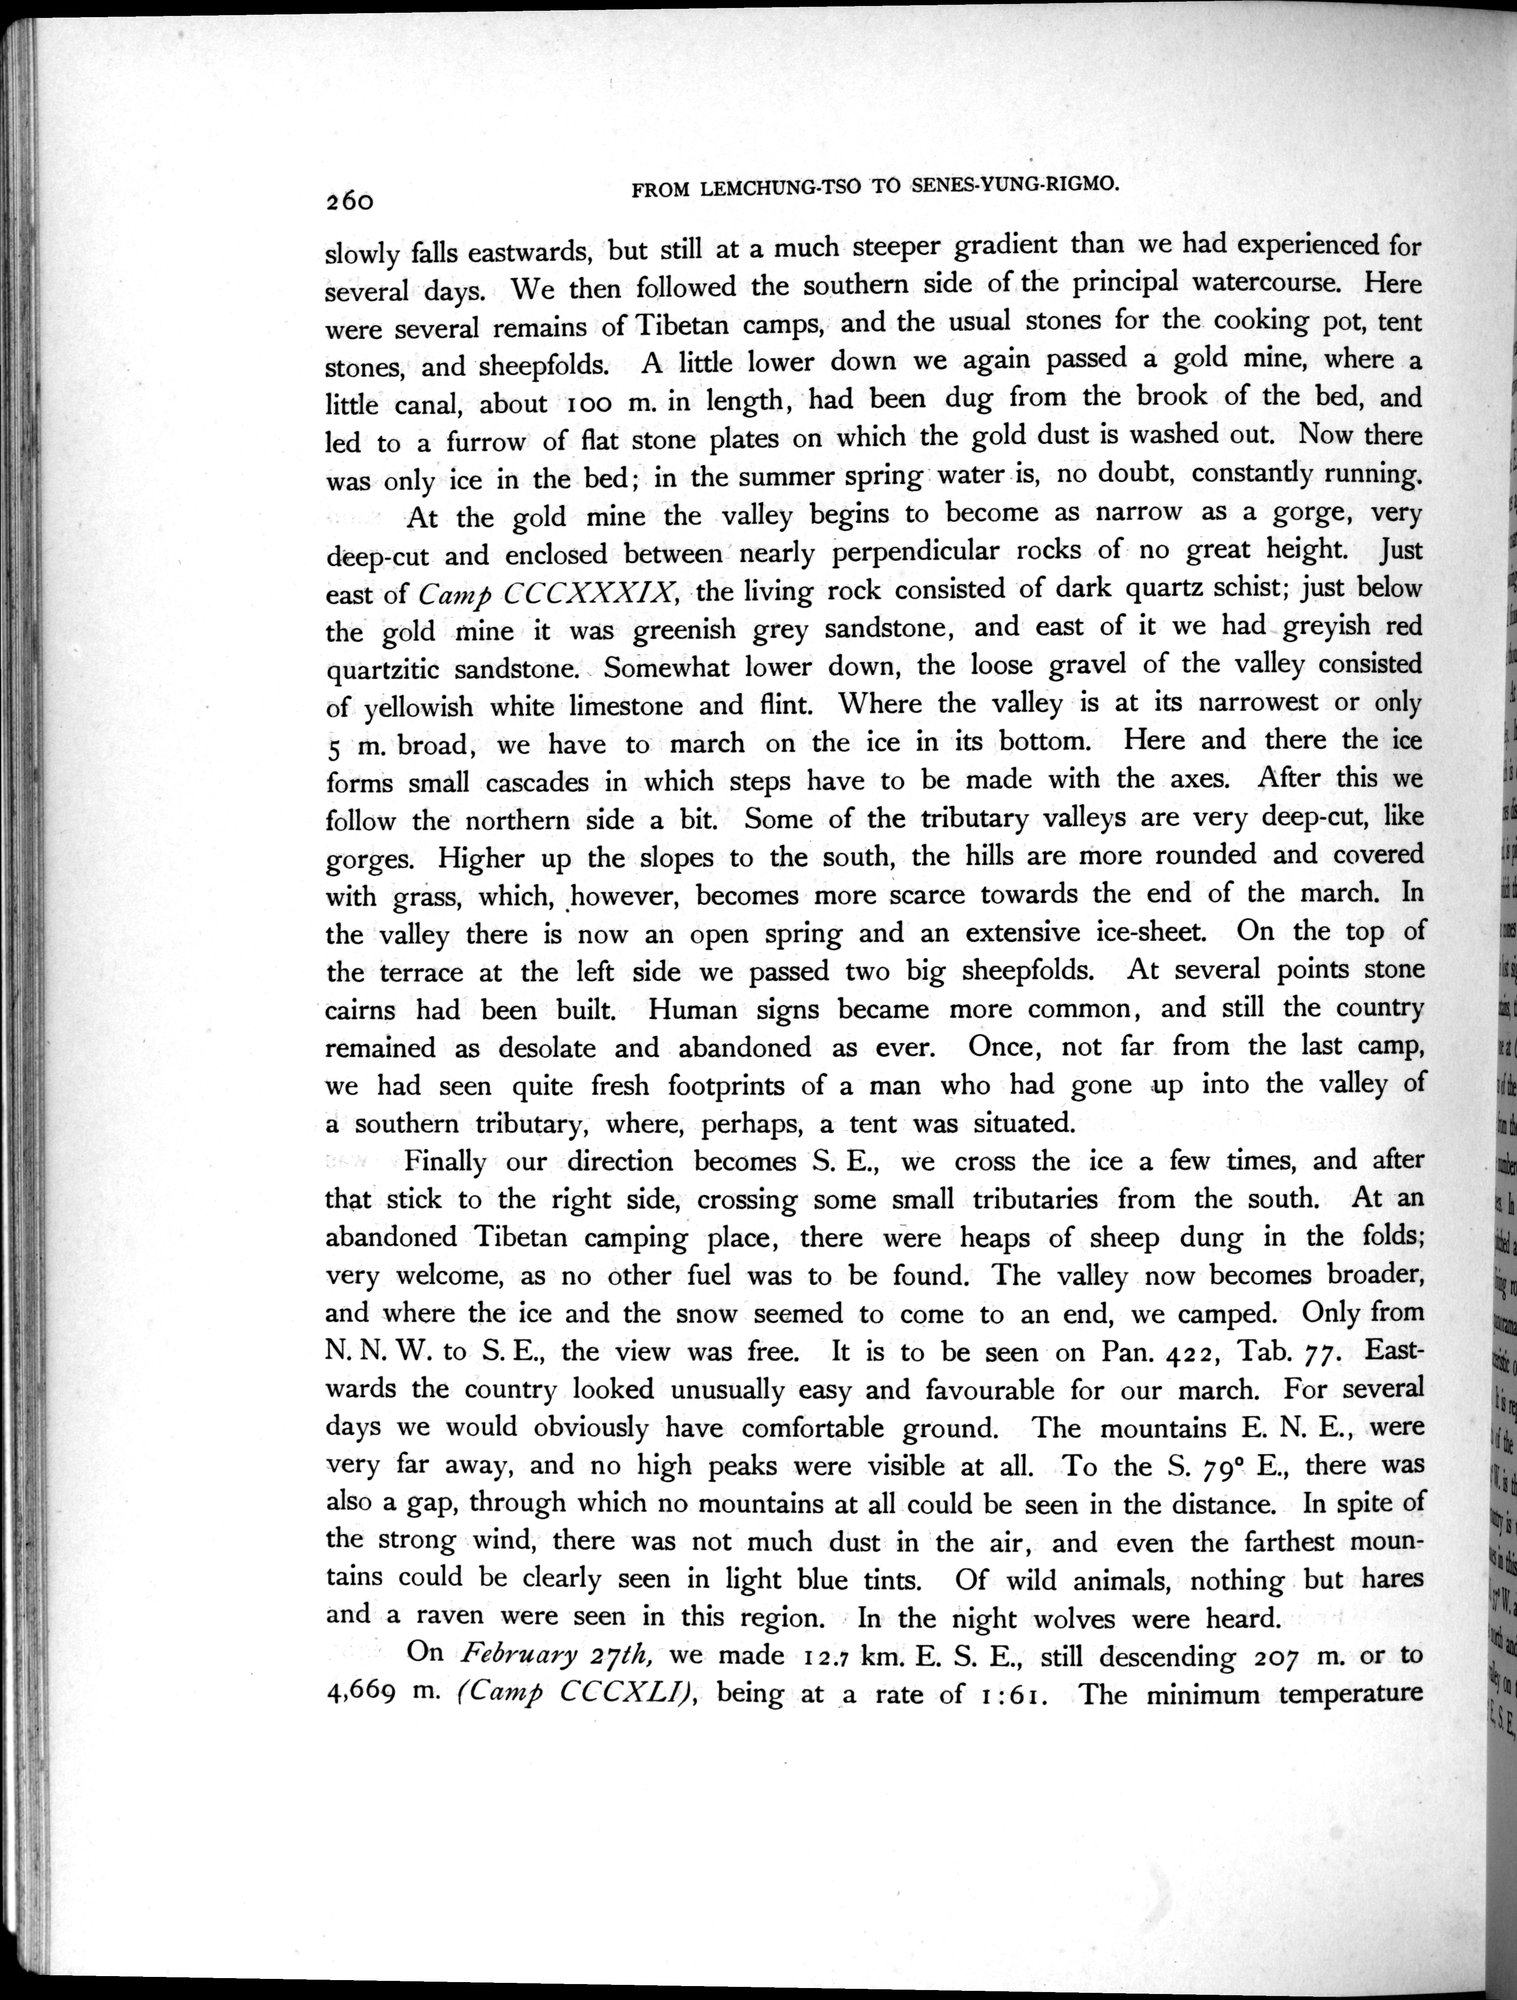 260
FROM LEMCHUNG-TSO TO SENES-YUNG-RIGMO.
slowly falls eastwards, but still at a much steeper gradient than we had experienced for
several days. We then followed the southern side of the principal watercourse. Here
were several remains of Tibetan camps, and the usual stones for the cooking pot, tent
stones, and sheepfolds. A little lower down we again passed a gold mine, where a
little canal, about 100 m. in length, had been dug from the brook of the bed, and
led to a furrow of flat stone plates on which the gold dust is washed out. Now there
was only ice in the bed; in the summer spring water is, no doubt, constantly running.
At the gold mine the valley begins to become as narrow as a gorge, very
deep-cut and enclosed between nearly perpendicular rocks of no great height. Just
east of Camp CCCXXXIX, the living rock consisted of dark quartz schist; just below
the gold mine it was greenish grey sandstone, and east of it we had greyish red
quartzitic sandstone. Somewhat lower down, the loose gravel of the valley consisted
of yellowish white limestone and flint. Where the valley is at its narrowest or only
5 m. broad, we have to march on the ice in its bottom. Here and there the ice
forms small cascades in which steps have to be made with the axes. After this we
follow the northern side a bit. Some of the tributary valleys are very deep-cut, like
gorges. Higher up the slopes to the south, the hills are more rounded and covered
with grass, which, however, becomes more scarce towards the end of the march. In
the valley there is now an open spring and an extensive ice-sheet. On the top of
the terrace at the left side we passed two big sheepfolds. At several points stone
cairns had been built. Human signs became more common, and still the country
remained as desolate and abandoned as ever. Once, not far from the last camp,
we had seen quite fresh footprints of a man who had gone up into the valley of
a southern tributary, where, perhaps, a tent was situated.
Finally our direction becomes S. E., we cross the ice a few times, and after
that stick to the right side, crossing some small tributaries from the south. At an
abandoned Tibetan camping place, there were heaps of sheep dung in the folds;
very welcome, as no other fuel was to be found. The valley now becomes broader,
and where the ice and the snow seemed to come to an end, we camped. Only from
N. N. W. to S. E., the view was free. It is to be seen on Pan. 422, Tab. 77. East-
wards the country looked unusually easy and favourable for our march. For several
days we would obviously have comfortable ground. The mountains E. N. E., were
very far away, and no high peaks were visible at all. To the S. 79° E., there was
also a gap, through which no mountains at all could be seen in the distance. In spite of
the strong wind, there was not much dust in the air, and even the farthest moun-
tains could be clearly seen in light blue tints. Of wild animals, nothing but hares
and a raven were seen in this region. In the night wolves were heard.
On February 27th, we made 12.7 km. E. S. E., still descending 207 m. or to
4,669 m. (Camp CCCXLI), being at a rate of 1:61. The minimum temperature